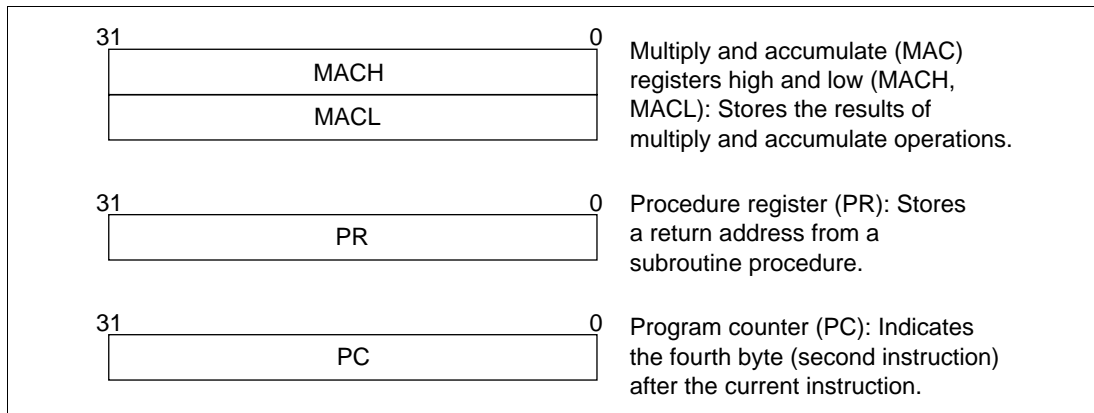 31 0
MACH
MACL
Multiply and accumulate (MAC)
registers high and low (MACH,
MACL): Stores the results of
multiply and accumulate operations.
31 0
PR
Procedure register (PR): Stores
a return address from a
subroutine procedure.
31 0
PC
Program counter (PC): Indicates
the fourth byte (second instruction)
after the current instruction.